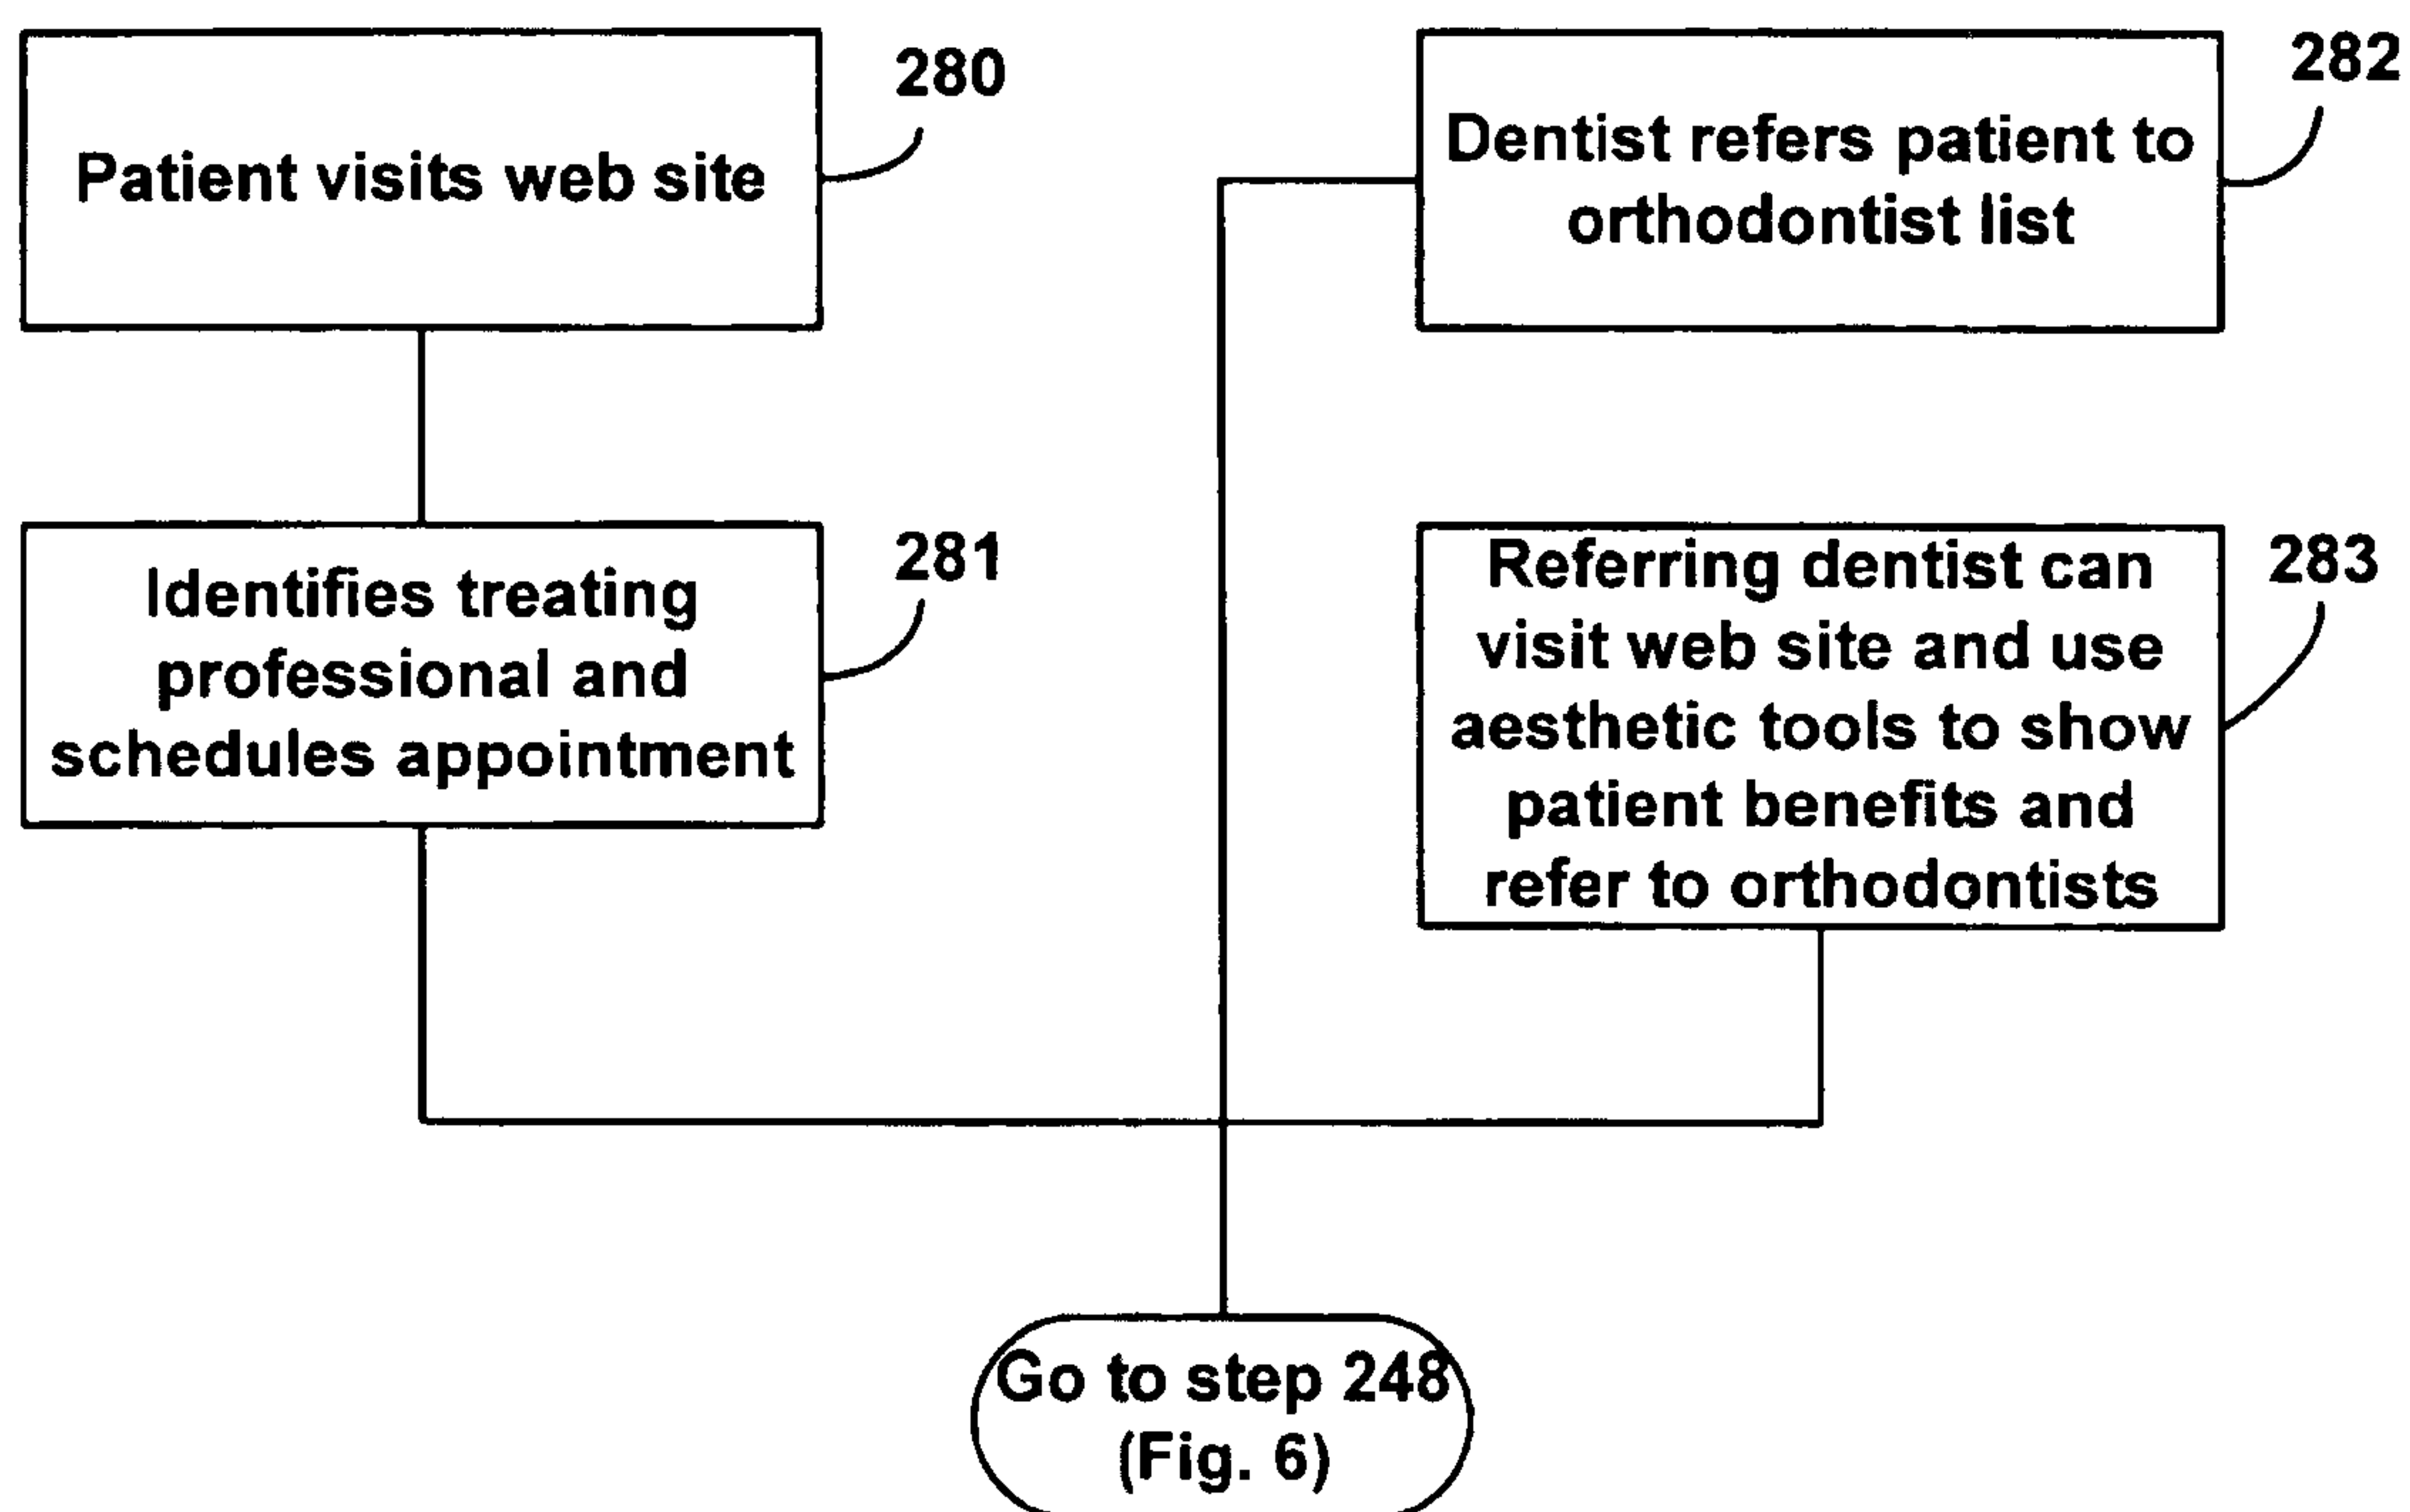 Patient visits web site
280
Identifies treating
professional and
schedules appointment
281
Dentist refers patient to
orthodontist list
282
Referring dentist can
visit web site and use
aesthetic tools to show
patient benefits and
refer to orthodontists
283
Go to step 248
(Fig. 6)